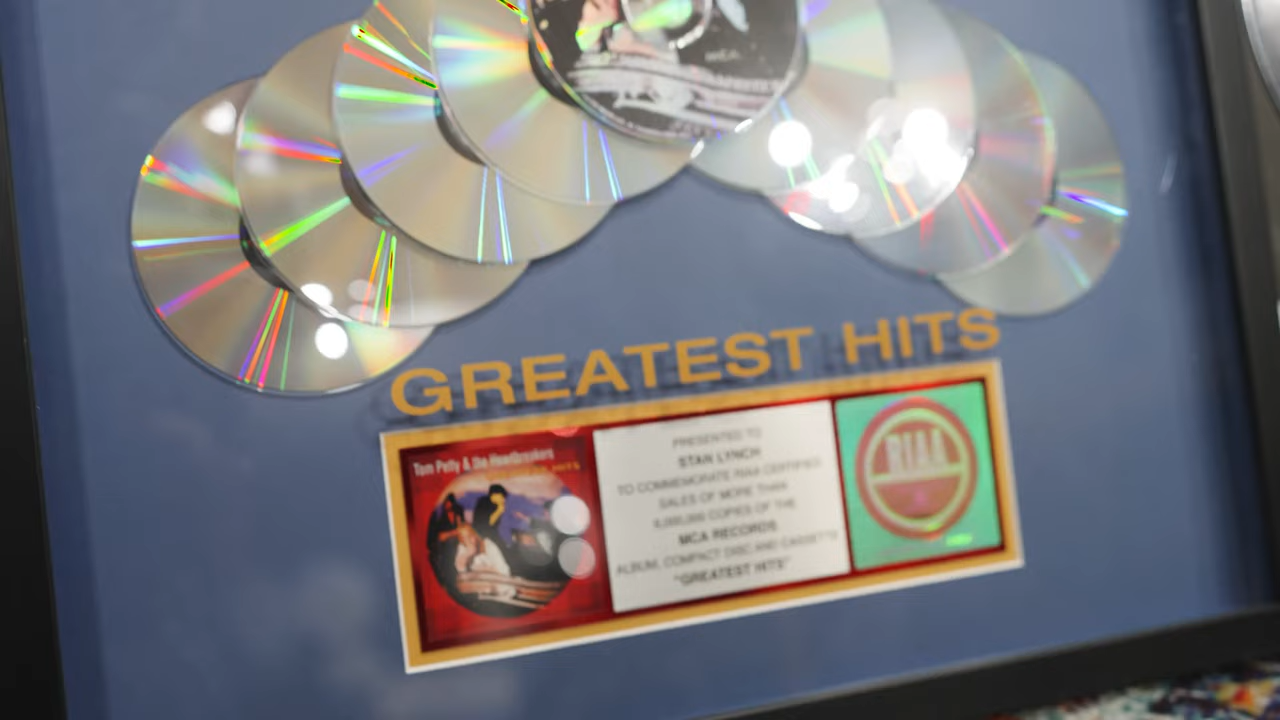 GREATEST HITS
Tom Petty & the Heartbreakers
PRESENTED TO
STAN LYNCH
TO COMMEMORATE RIAA CERTIFIED
SALES OF MORE THAN
COPIES OF THE
MCA RECORDS
ALBUM, COMPACT DISC AND CASSETTE
"GREATEST HITS"
RIAA